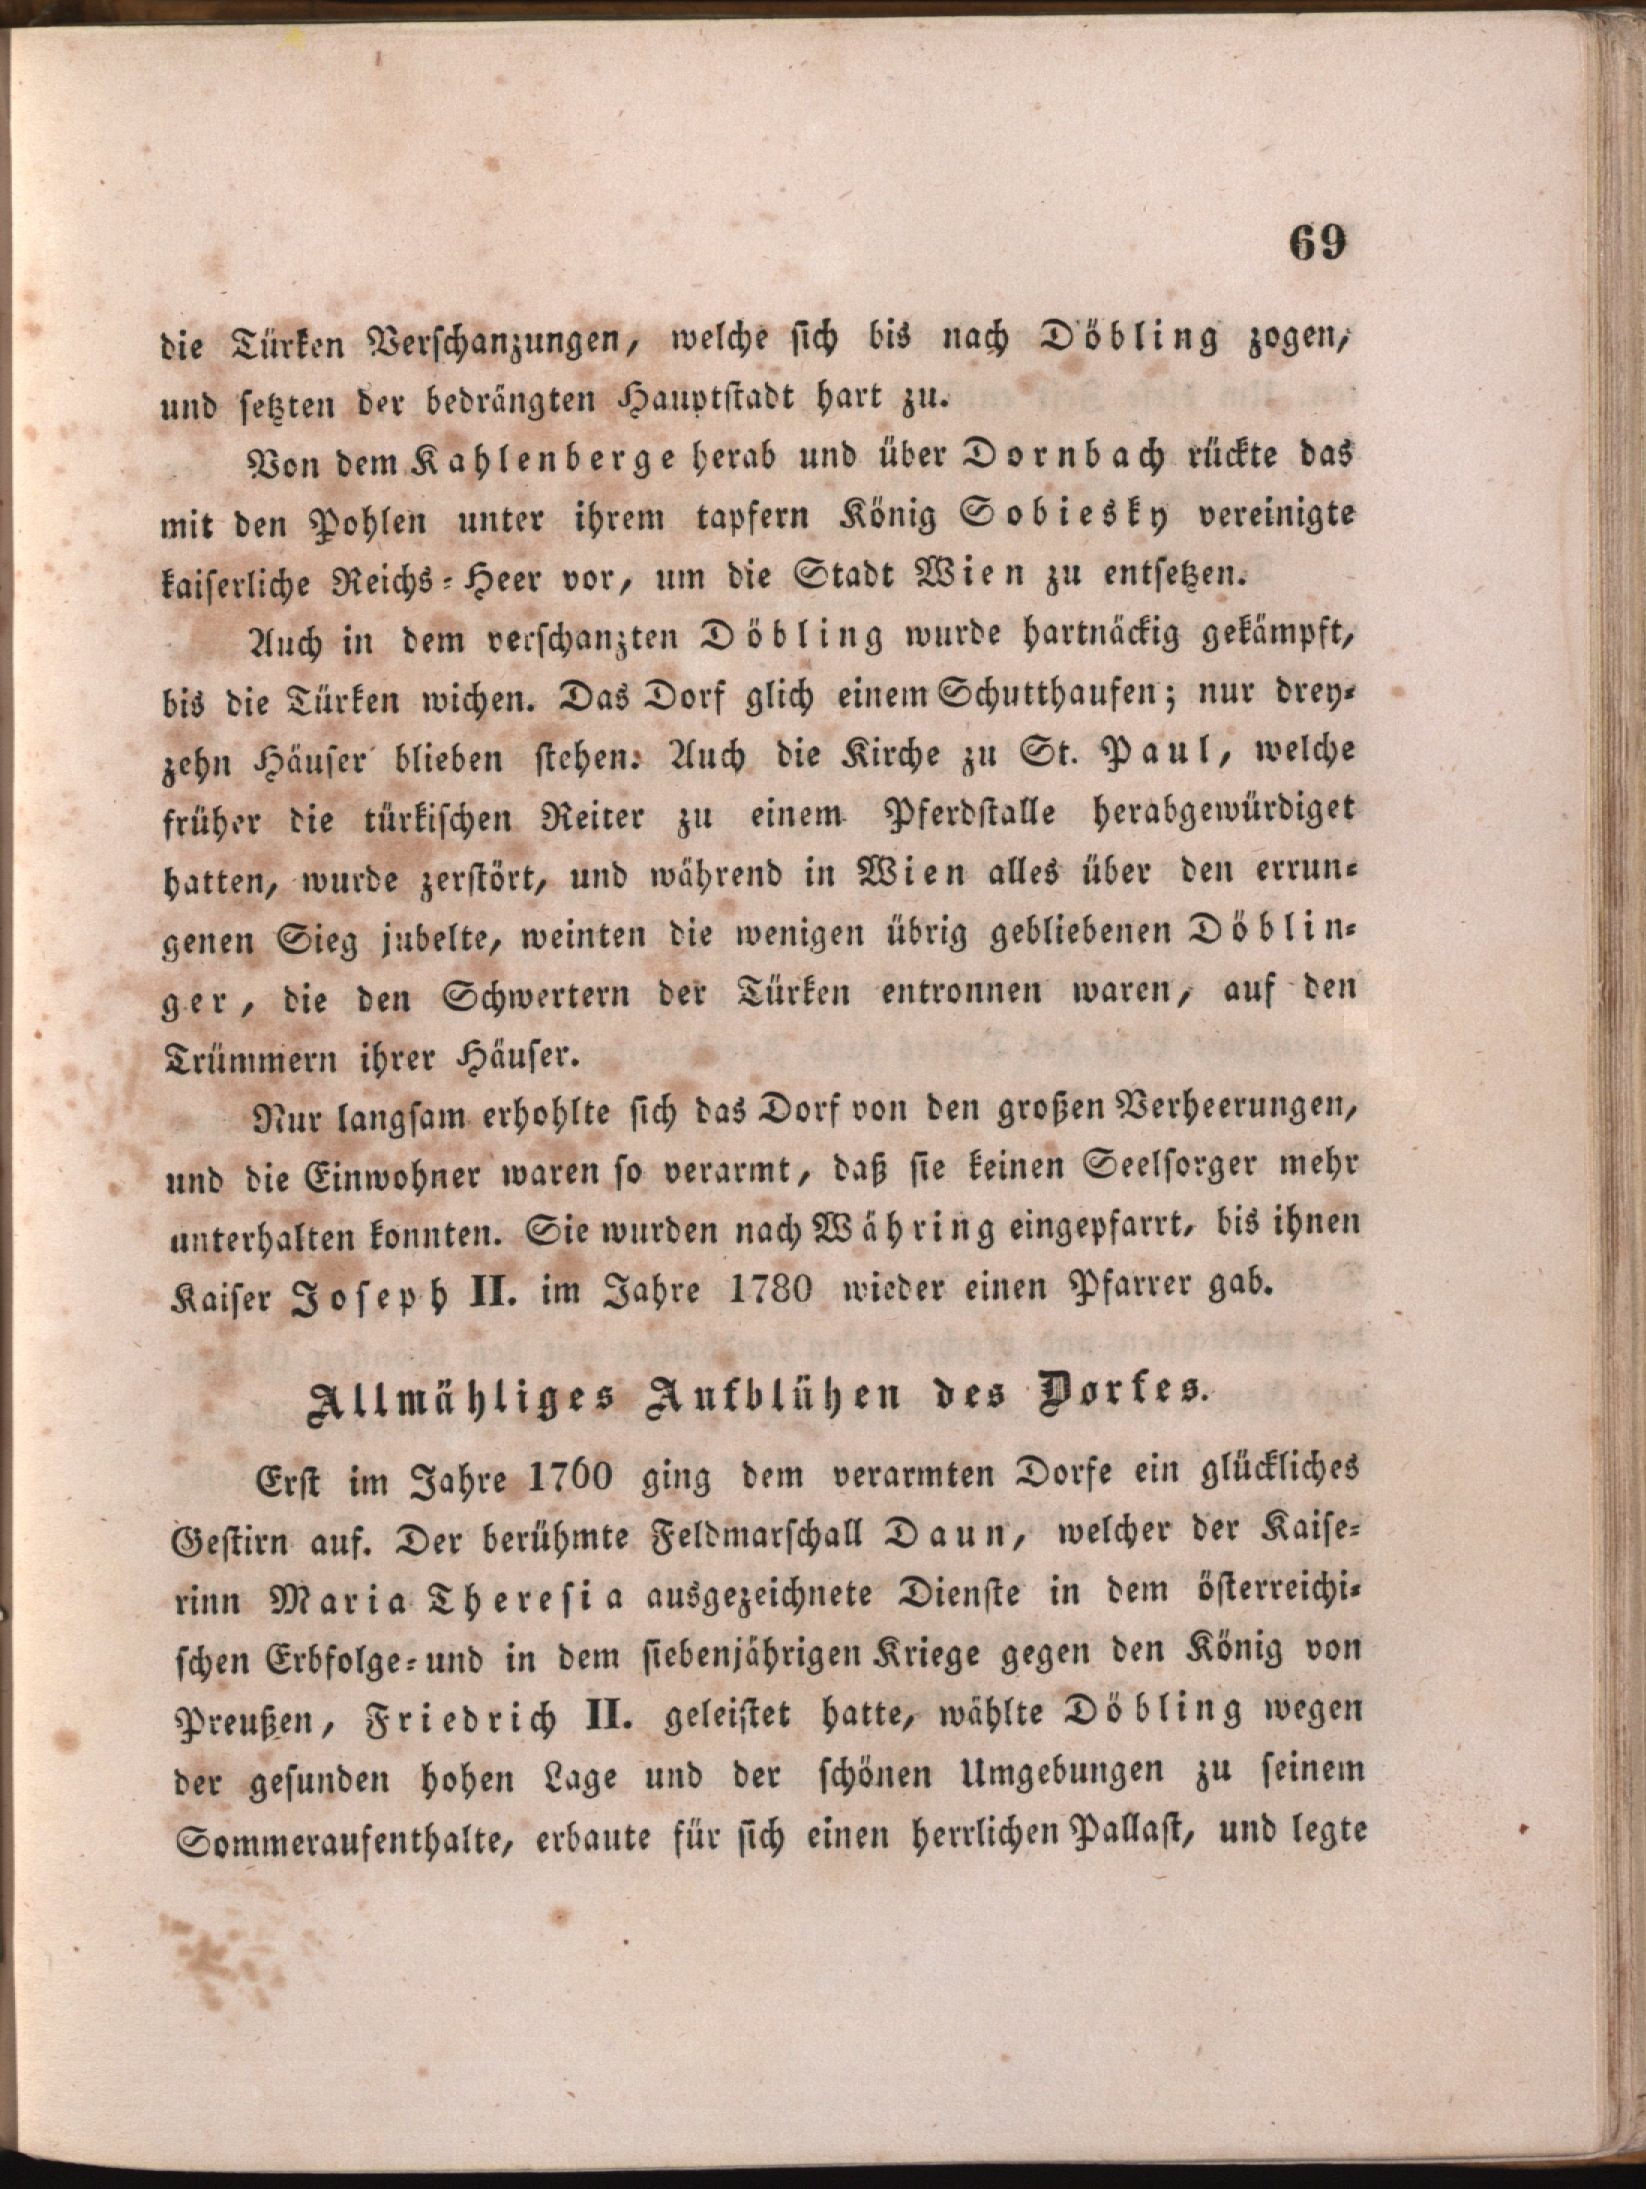 69
die Türken Verschanzungen, welche sich bis nach Döbling zogen,
und setzten der bedrängten Hauptstadt hart zu.
Von dem Kahlenberge herab und über Dornbach rückte das
mit den Pohlen unter ihrem tapfern König Sobiesky vereinigte
kaiserliche Reichs-Heer vor, um die Stadt Wien zu entsetzen.
Auch in dem verschanzten Döbling wurde hartnäckig gekämpft,
bis die Türken wichen. Das Dorf glich einem Schutthaufen; nur drey-
zehn Häuser blieben stehen. Auch die Kirche zu St. Paul, welche
früher die türkischen Reiter zu einem Pferdstalle herabgewürdiget
hatten, wurde zerstört, und während in Wien alles über den errun-
genen Sieg jubelte, weinten die wenigen übrig gebliebenen Döblin-
ger, die den Schwertern der Türken entronnen waren, auf den
Trümmern ihrer Häuser.
Nur langsam erhohlte sich das Dorf von den großen Verheerungen,
und die Einwohner waren so verarmt, daß sie keinen Seelsorger mehr
unterhalten konnten. Sie wurden nach Währing eingepfarrt, bis ihnen
Kaiser Joseph II. im Jahre 1780 wieder einen Pfarrer gab.
Allmähliges Aufblühen des Dorfes.
Erst im Jahre 1760 ging dem verarmten Dorfe ein glückliches
Gestirn auf. Der berühmte Feldmarschall Daun, welcher der Kaise-
rinn Maria Theresia ausgezeichnete Dienste in dem österreichi-
schen Erbfolge- und in dem siebenjährigen Kriege gegen den König von
Preußen, Friedrich II. geleistet hatte, wählte Döbling wegen
der gesunden hohen Lage und der schönen Umgebungen zu seinem
Sommeraufenthalte, erbaute für sich einen herrlichen Pallast, und legte